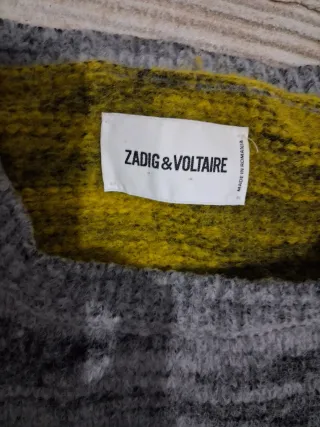 ZADIG & VOLTAIRE
MADE IN ROMANIA